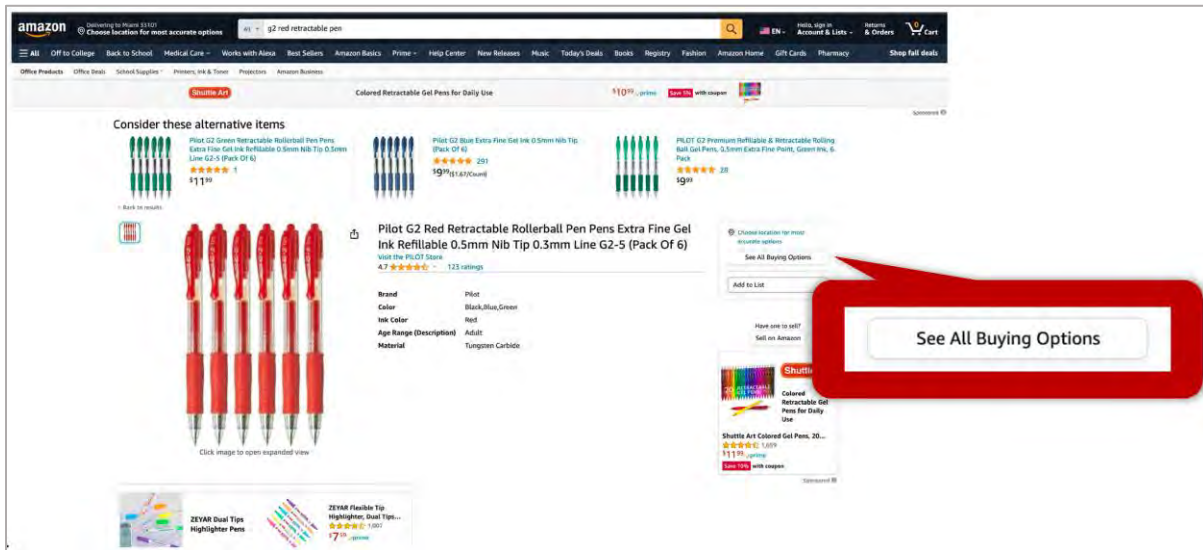 amazon
Delivering to Miami 33101
Choose location for most accurate options
All
g2 red retractable pen
EN
Hello, sign in
Account & Lists
Returns
& Orders
0
Cart
All
Off to College
Back to School
Medical Care
Works with Alexa
Best Sellers
Amazon Basics
Prime
Help Center
New Releases
Music
Today's Deals
Books
Registry
Fashion
Amazon Home
Gift Cards
Pharmacy
Shop fall deals
Office Products
Office Deals
School Supplies
Printers, Ink & Toner
Projectors
Amazon Business
Shuttle Art
Colored Retractable Gel Pens for Daily Use
prime
Save 5% with coupon
Sponsored
Consider these alternative items
Pilot G2 Green Retractable Rollerball Pen Pens
Extra Fine Gel Ink Refillable 0.5mm Nib Tip 0.3mm
Line G2-5 (Pack Of 6)
1
$11.99
Pilot G2 Blue Extra Fine Gel Ink 0.5mm Nib Tip
(Pack Of 6)
291
$9.99 ($1.67/Count)
PILOT G2 Premium Refillable & Retractable Rolling
Ball Gel Pens, 0.5mm Extra Fine Point, Green Ink, 6-
Pack
28
$9.99
‹ Back to results
Pilot G2 Red Retractable Rollerball Pen Pens Extra Fine Gel
Ink Refillable 0.5mm Nib Tip 0.3mm Line G2-5 (Pack Of 6)
Visit the PILOT Store
4.7
123 ratings
Brand Pilot
Color Black,Blue,Green
Ink Color Red
Age Range (Description) Adult
Material Tungsten Carbide
Click image to open expanded view
Choose location for most
accurate options
See All Buying Options
Add to List
Have one to sell?
Sell on Amazon
See All Buying Options
Shuttle
Colored
Retractable Gel
Pens for Daily
Use
Shuttle Art Colored Gel Pens, 20...
1,659
$11.99 prime
with coupon
Sponsored
ZEYAR Dual Tips
Highlighter Pens
ZEYAR Flexible Tip
Highlighter, Dual Tips...
prime